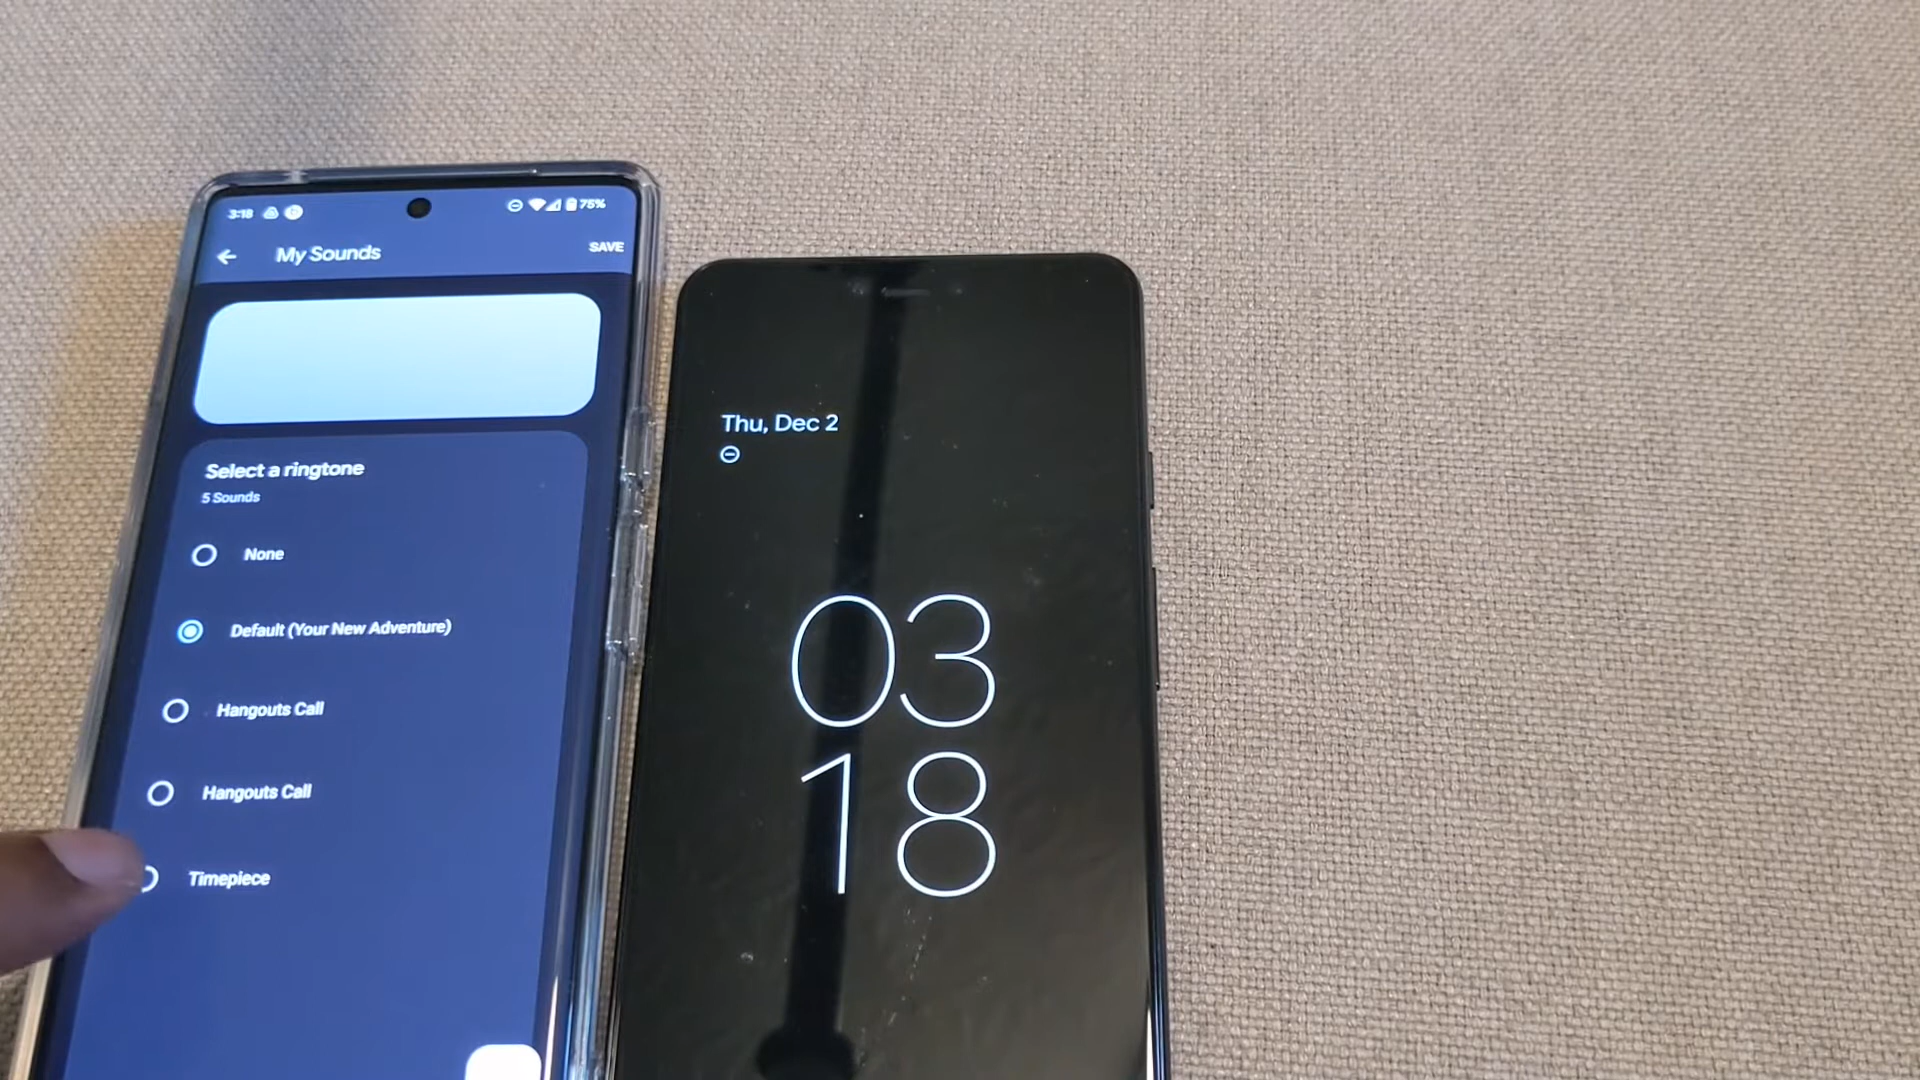 3:18
75%
My Sounds
SAVE
Select a ringtone
5 Sounds
None
Default (Your New Adventure)
Hangouts Call
Hangouts Call
Timepiece
Thu, Dec 2
03
18